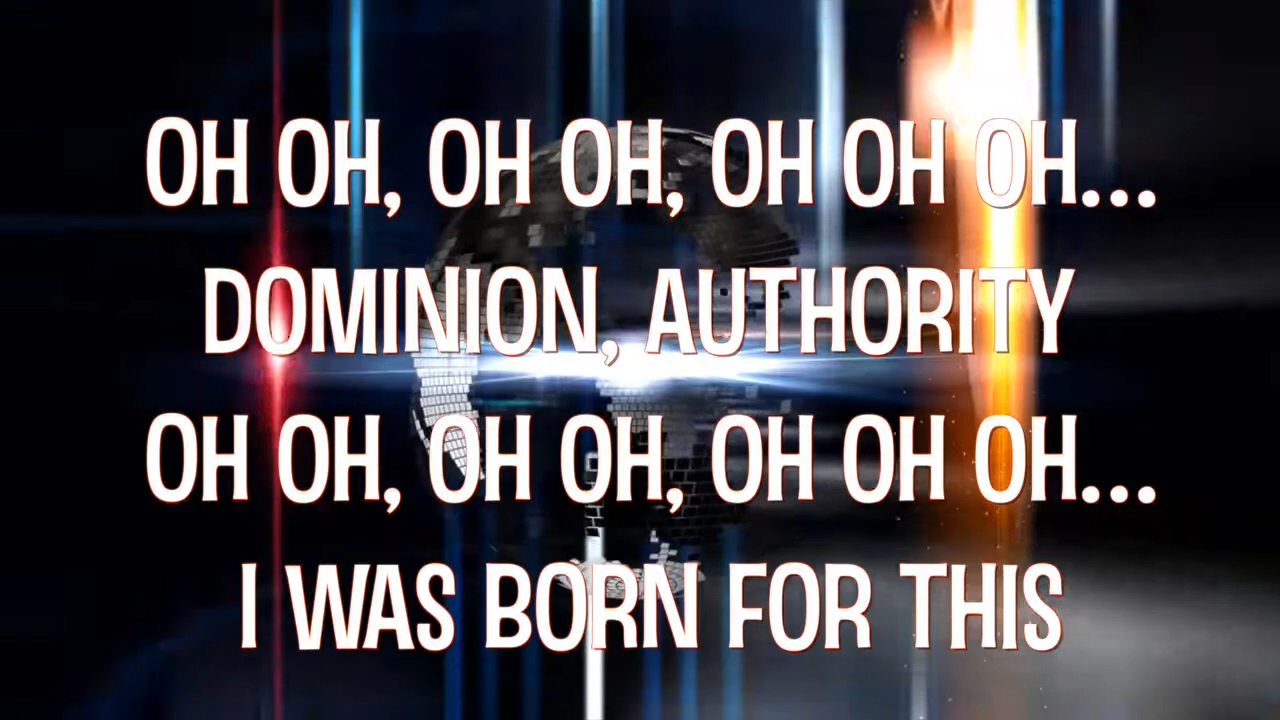 OH OH, OH OH, OH OH OH...
DOMINION, AUTHORITY
OH OH, OH OH, OH OH OH...
I WAS BORN FOR THIS